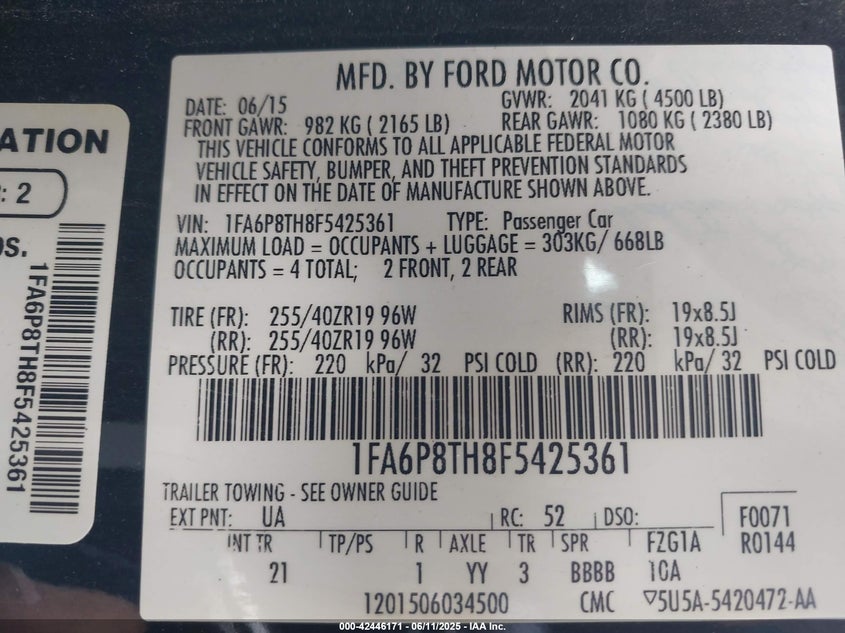 ATION
: 2
OS.
1FA6P8TH8F5425361
MFD. BY FORD MOTOR CO.
DATE: 06/15 GVWR: 2041 KG ( 4500 LB)
FRONT GAWR: 982 KG ( 2165 LB) REAR GAWR: 1080 KG ( 2380 LB)
THIS VEHICLE CONFORMS TO ALL APPLICABLE FEDERAL MOTOR
VEHICLE SAFETY, BUMPER, AND THEFT PREVENTION STANDARDS
IN EFFECT ON THE DATE OF MANUFACTURE SHOWN ABOVE.
VIN: 1FA6P8TH8F5425361 TYPE: Passenger Car
MAXIMUM LOAD = OCCUPANTS + LUGGAGE = 303KG/ 668LB
OCCUPANTS = 4 TOTAL; 2 FRONT, 2 REAR
TIRE (FR): 255/40ZR19 96W RIMS (FR): 19x8.5J
(RR): 255/40ZR19 96W (RR): 19x8.5J
PRESSURE (FR): 220 kPa/ 32 PSI COLD (RR): 220 kPa/ 32 PSI COLD
1FA6P8TH8F5425361
TRAILER TOWING - SEE OWNER GUIDE
EXT PNT: UA RC: 52 DSO: F0071
INT TR TP/PS R AXLE TR SPR FZG1A R0144
21 1 YY 3 BBBB 10A
1201506034500 CMC ▽5U5A-5420472-AA
000-42446171 - 06/11/2025 - IAA Inc.